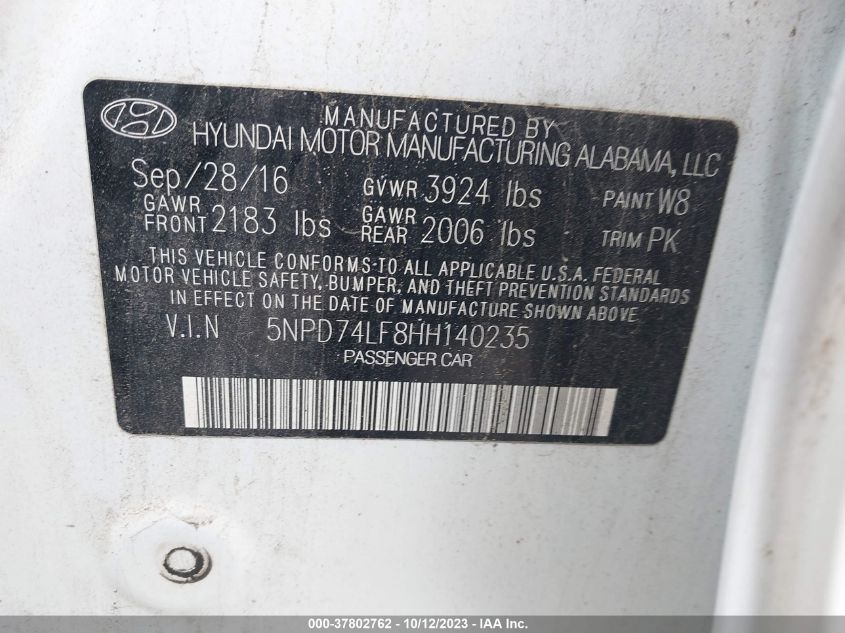 MANUFACTURED BY
HYUNDAI MOTOR MANUFACTURING ALABAMA, LLC
Sep/28/16 GVWR 3924 lbs PAINT W8
GAWR FRONT 2183 lbs GAWR REAR 2006 lbs TRIM PK
THIS VEHICLE CONFORMS TO ALL APPLICABLE U.S.A. FEDERAL
MOTOR VEHICLE SAFETY, BUMPER, AND THEFT PREVENTION STANDARDS
IN EFFECT ON THE DATE OF MANUFACTURE SHOWN ABOVE
V.I.N 5NPD74LF8HH140235
PASSENGER CAR
000-37802762 - 10/12/2023 - IAA Inc.